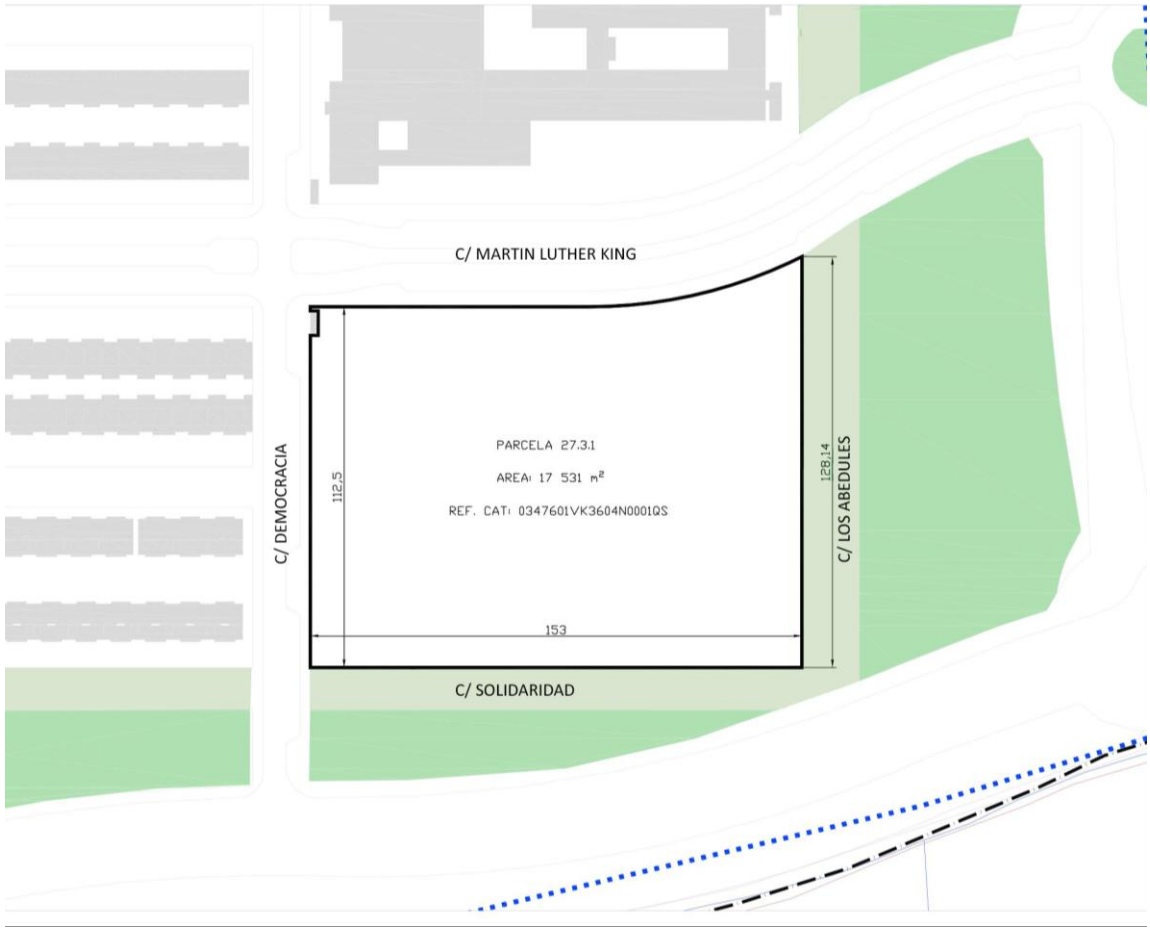 C/ MARTIN LUTHER KING
PARCELA 27.3.1
AREA: 17 531 m²
REF. CAT: 0347601VK3604N0001QS
C/ DEMOCRACIA
112,5
128,14
C/ LOS ABEDULES
153
C/ SOLIDARIDAD